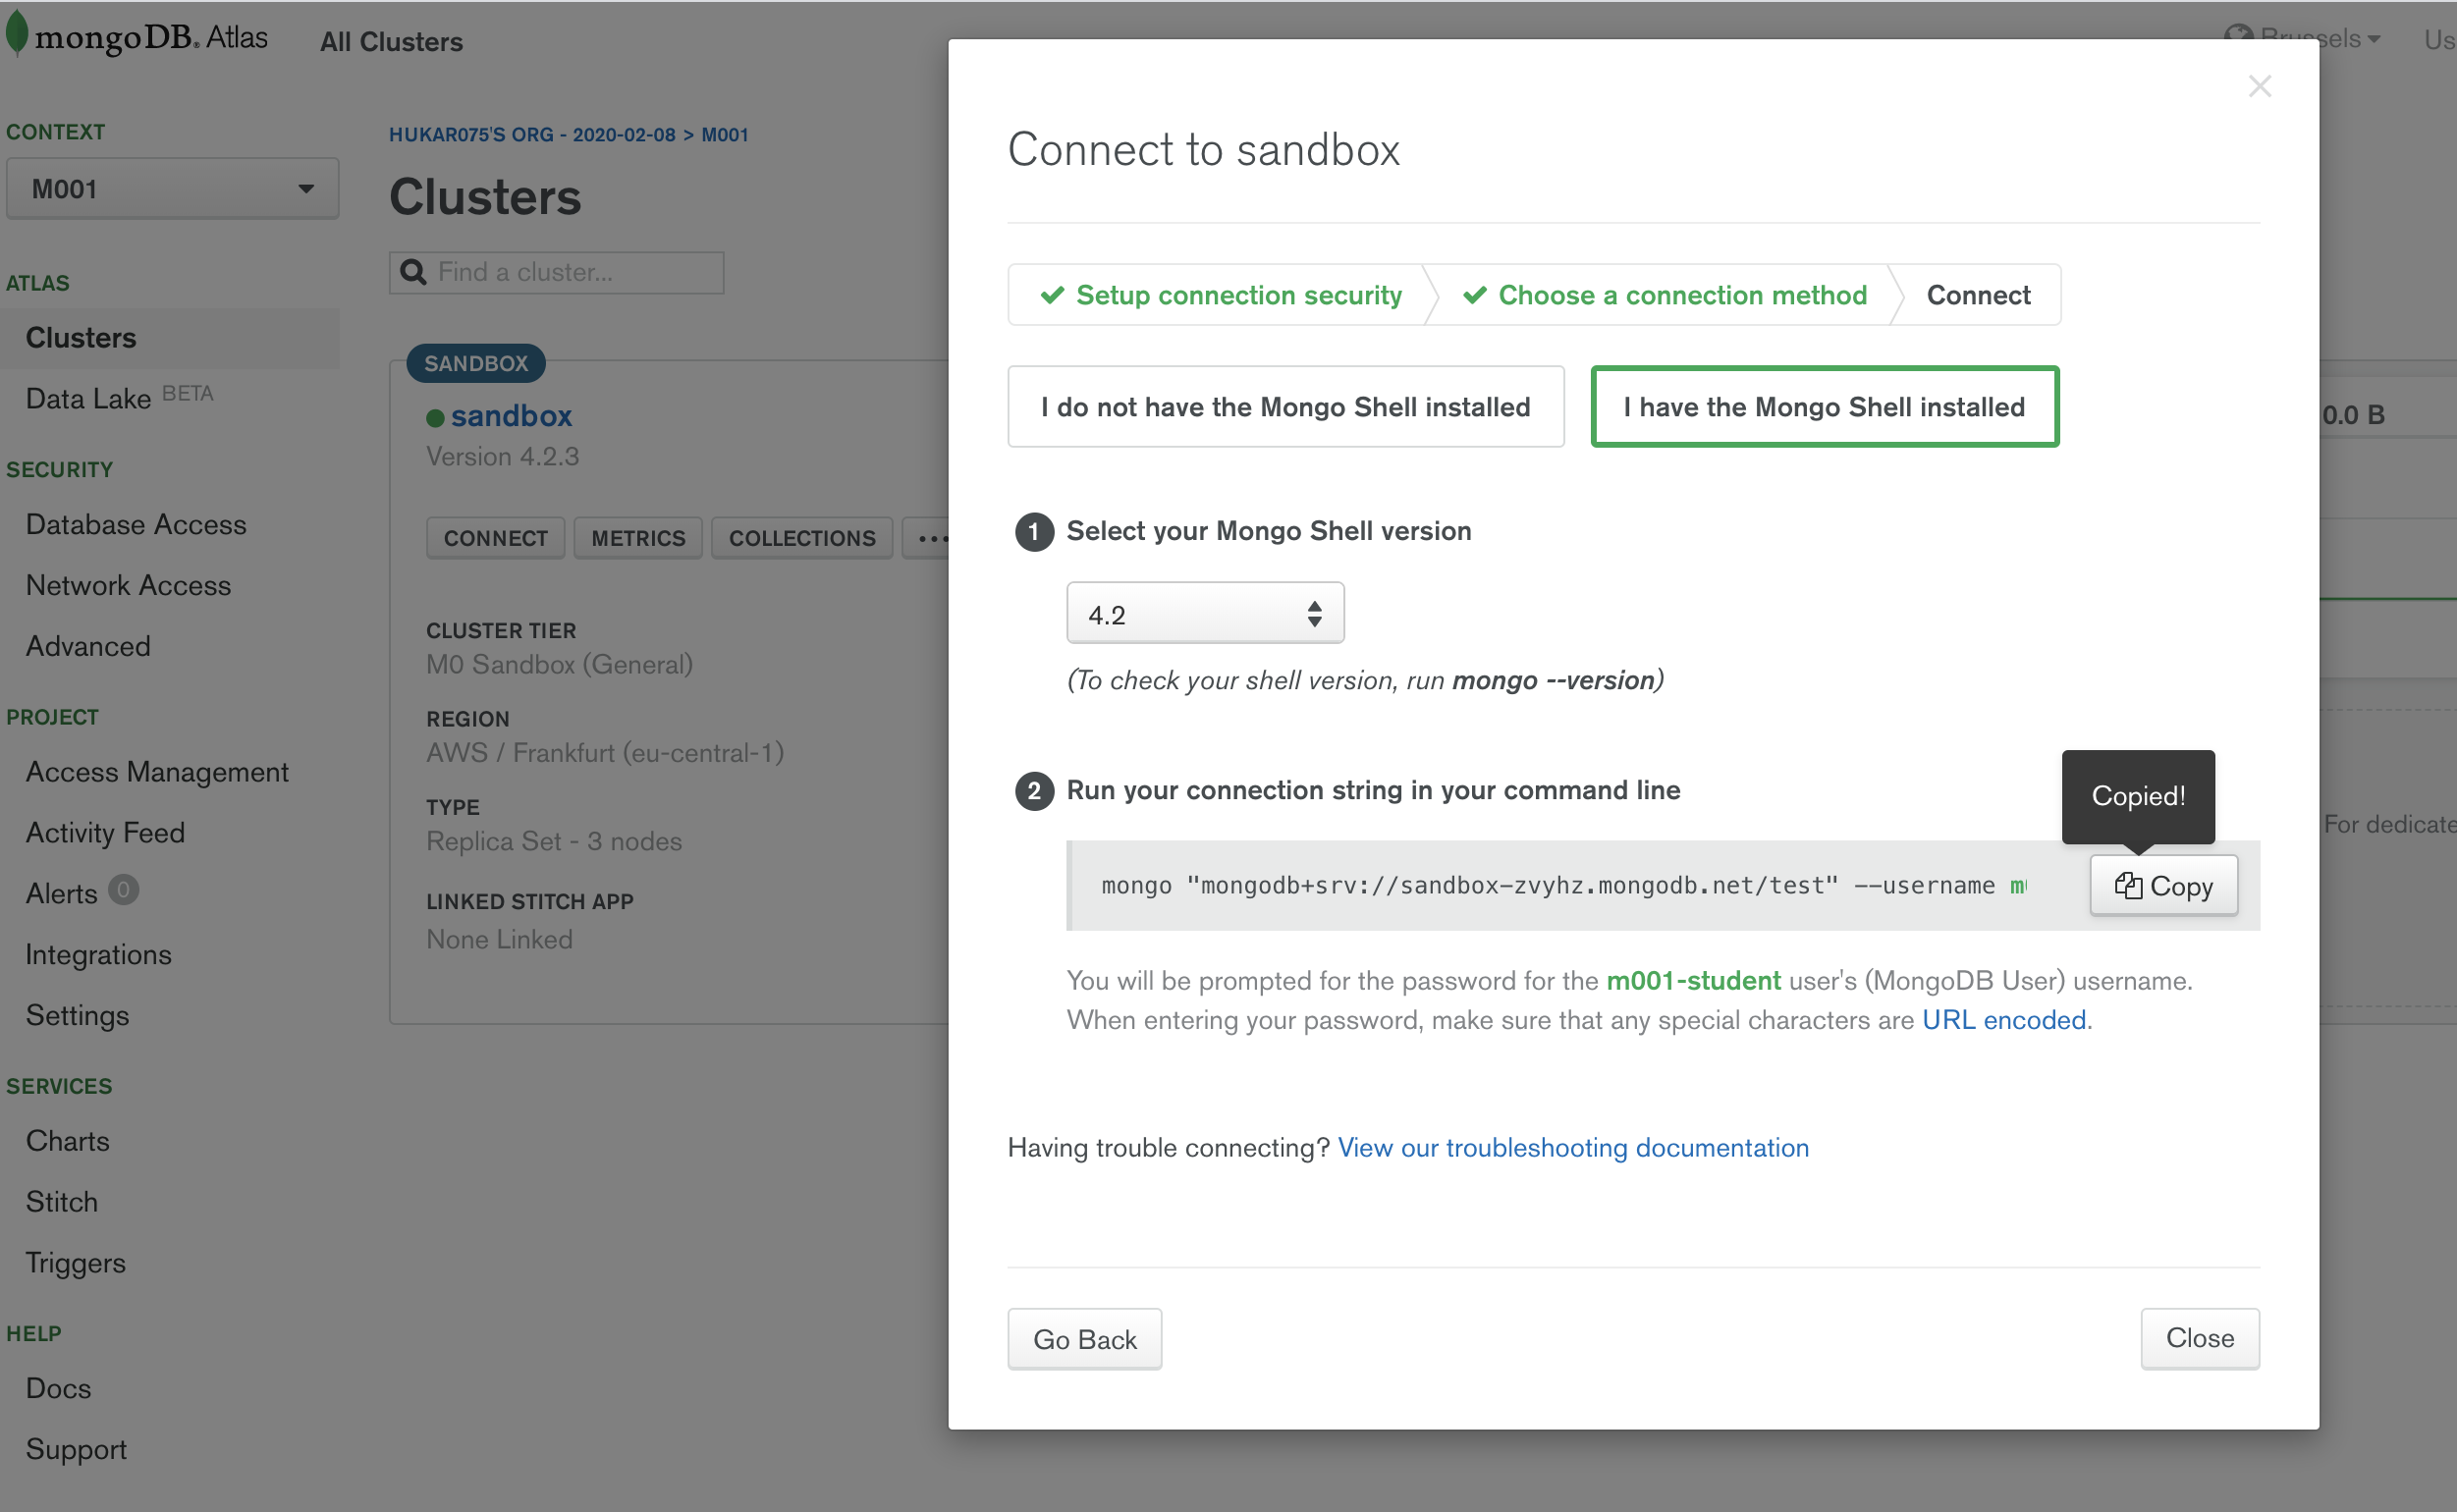 mongoDB. Atlas
All Clusters
Brussels
Us
CONTEXT
M001
ATLAS
Clusters
Data Lake BETA
SECURITY
Database Access
Network Access
Advanced
PROJECT
Access Management
Activity Feed
Alerts 0
Integrations
Settings
SERVICES
Charts
Stitch
Triggers
HELP
Docs
Support
HUKAR075'S ORG - 2020-02-08 > M001
Clusters
Find a cluster...
SANDBOX
sandbox
Version 4.2.3
CONNECT METRICS COLLECTIONS •••
CLUSTER TIER
M0 Sandbox (General)
REGION
AWS / Frankfurt (eu-central-1)
TYPE
Replica Set - 3 nodes
LINKED STITCH APP
None Linked
Connect to sandbox
✔ Setup connection security ✔ Choose a connection method Connect
I do not have the Mongo Shell installed I have the Mongo Shell installed
1 Select your Mongo Shell version
4.2
(To check your shell version, run mongo --version)
2 Run your connection string in your command line
Copied!
mongo "mongodb+srv://sandbox-zvyhz.mongodb.net/test" --username m
Copy
You will be prompted for the password for the m001-student user's (MongoDB User) username.
When entering your password, make sure that any special characters are URL encoded.
Having trouble connecting? View our troubleshooting documentation
Go Back Close
0.0 B
For dedicate